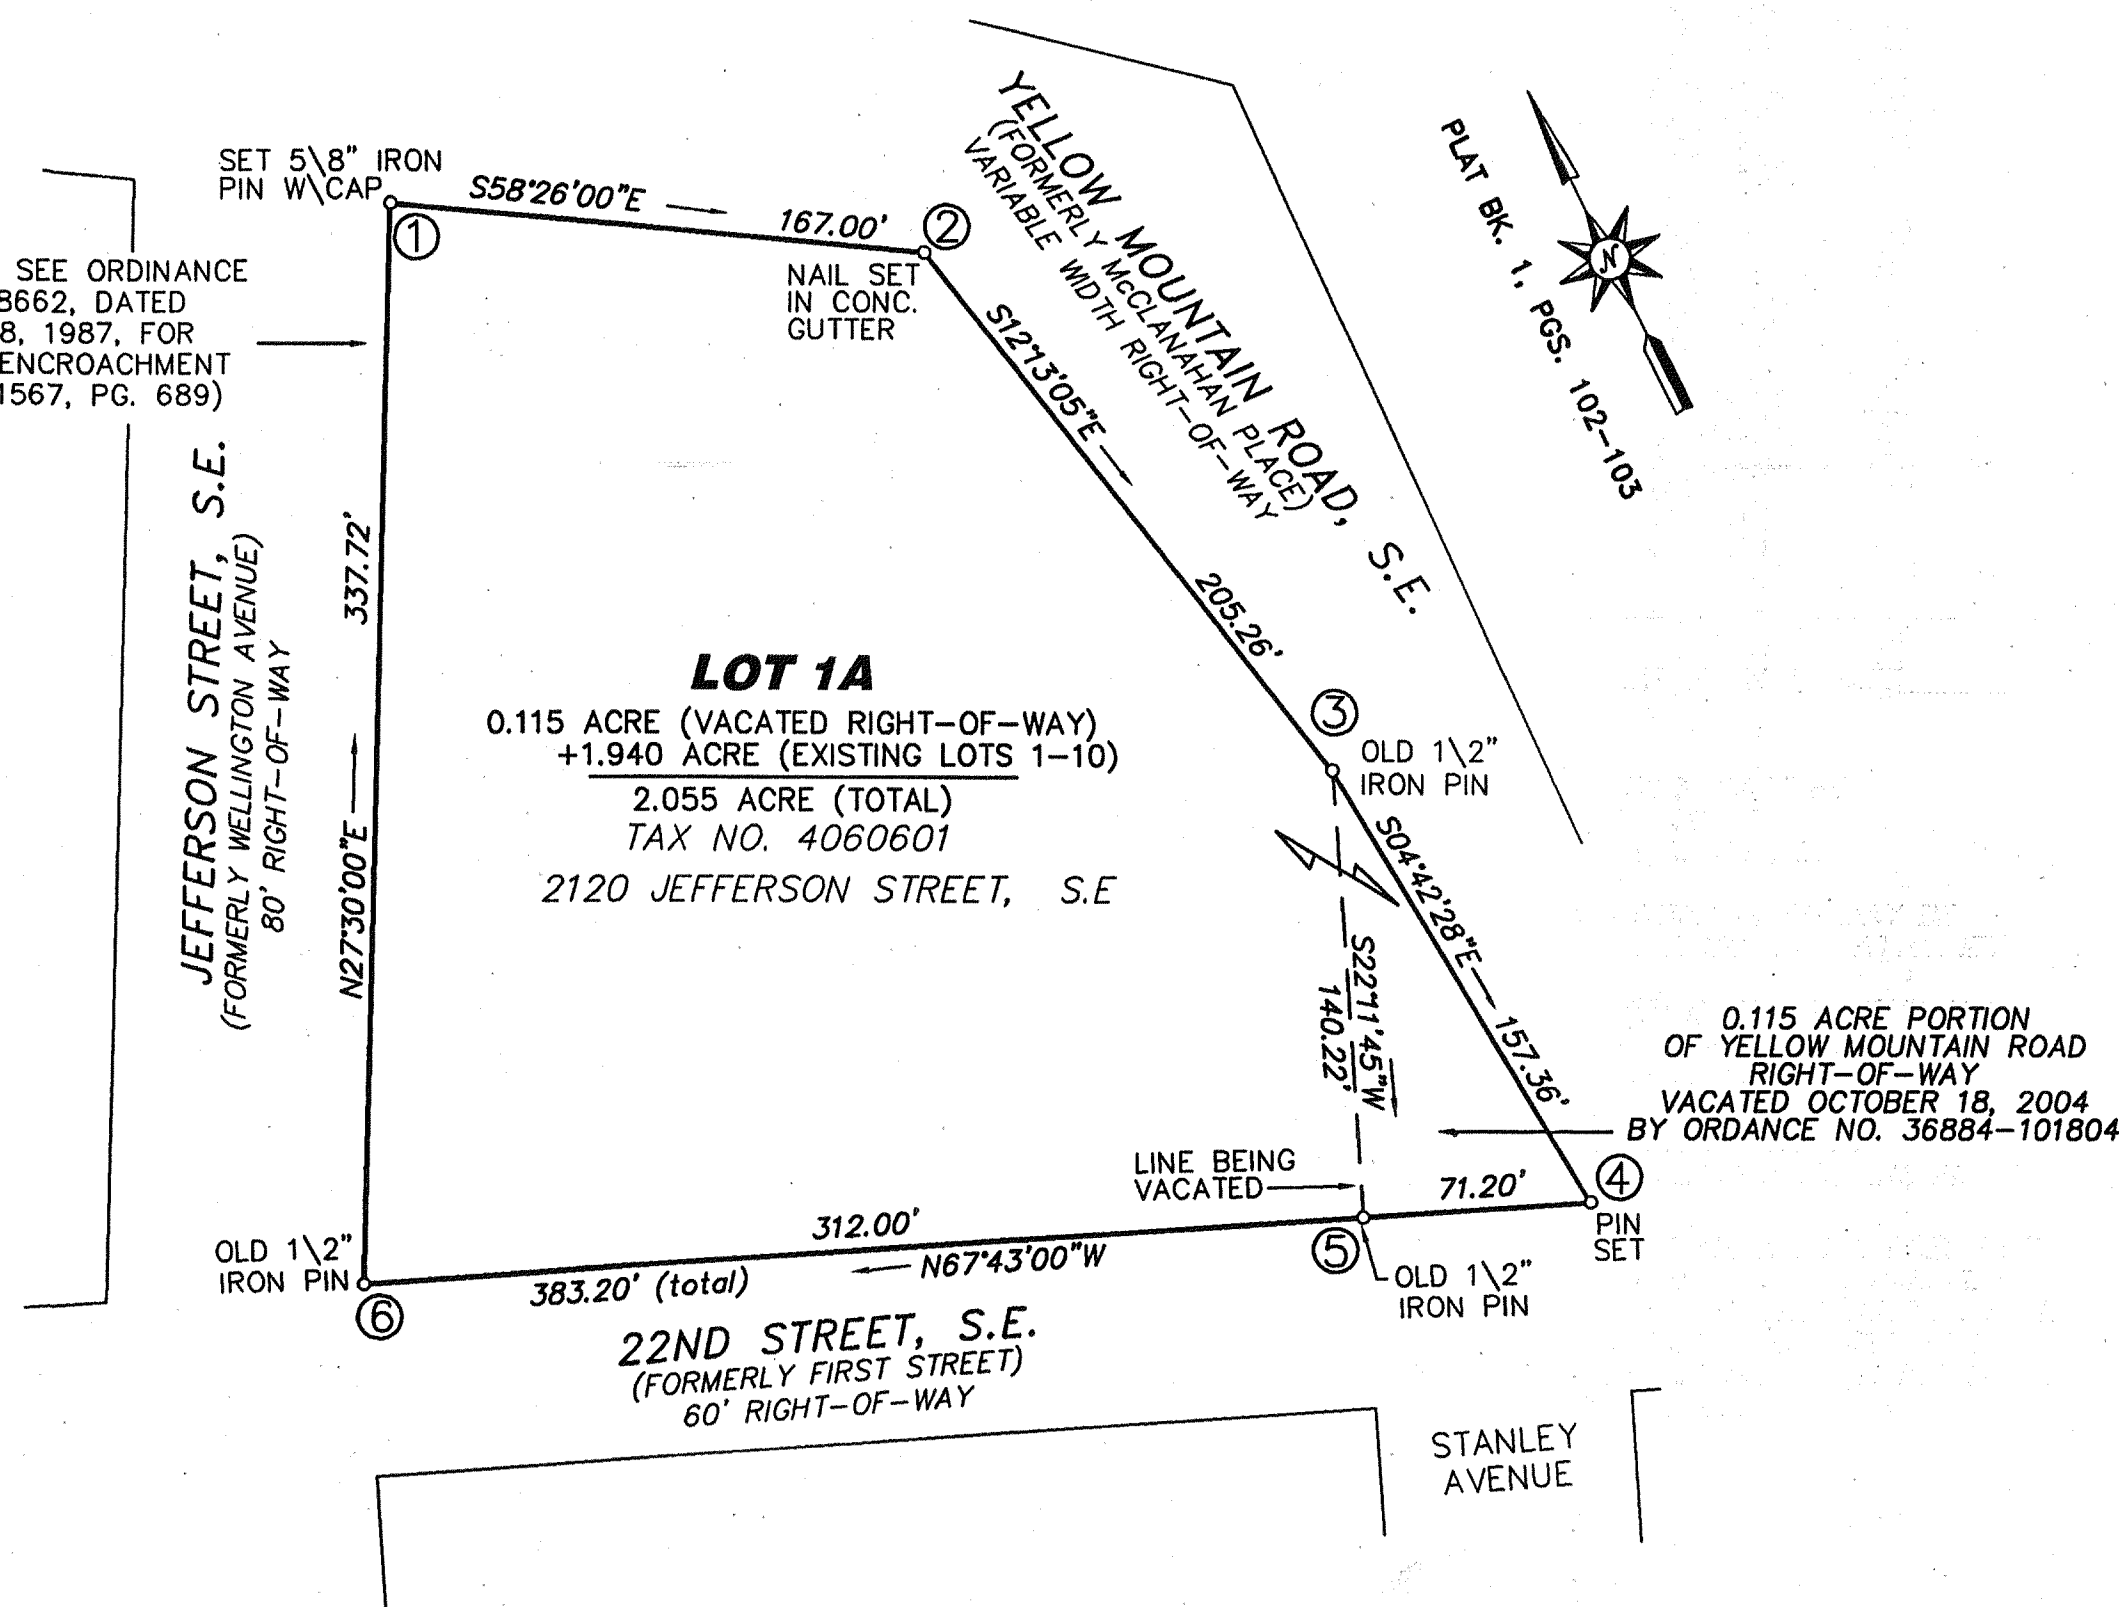 SET 5\8" IRON
PIN W\CAP
S58°26'00"E
167.00'
1
2
NAIL SET
IN CONC.
GUTTER
SEE ORDINANCE
8662, DATED
8, 1987, FOR
ENCROACHMENT
1567, PG. 689)
YELLOW MOUNTAIN ROAD, S.E.
(FORMERLY McCLANAHAN PLACE)
VARIABLE WIDTH RIGHT-OF-WAY
PLAT BK. 1, PGS. 102-103
N
S12°13'05"E
205.26'
JEFFERSON STREET, S.E.
(FORMERLY WELLINGTON AVENUE)
80' RIGHT-OF-WAY
N27°30'00"E
337.72'
LOT 1A
0.115 ACRE (VACATED RIGHT-OF-WAY)
+1.940 ACRE (EXISTING LOTS 1-10)
2.055 ACRE (TOTAL)
TAX NO. 4060601
2120 JEFFERSON STREET, S.E
3
OLD 1\2"
IRON PIN
S04°42'28"E
157.36'
S22°11'45"W
140.22'
0.115 ACRE PORTION
OF YELLOW MOUNTAIN ROAD
RIGHT-OF-WAY
VACATED OCTOBER 18, 2004
BY ORDANCE NO. 36884-101804
LINE BEING
VACATED
71.20'
4
PIN
SET
312.00'
N67°43'00"W
383.20' (total)
5
OLD 1\2"
IRON PIN
OLD 1\2"
IRON PIN
6
22ND STREET, S.E.
(FORMERLY FIRST STREET)
60' RIGHT-OF-WAY
STANLEY
AVENUE